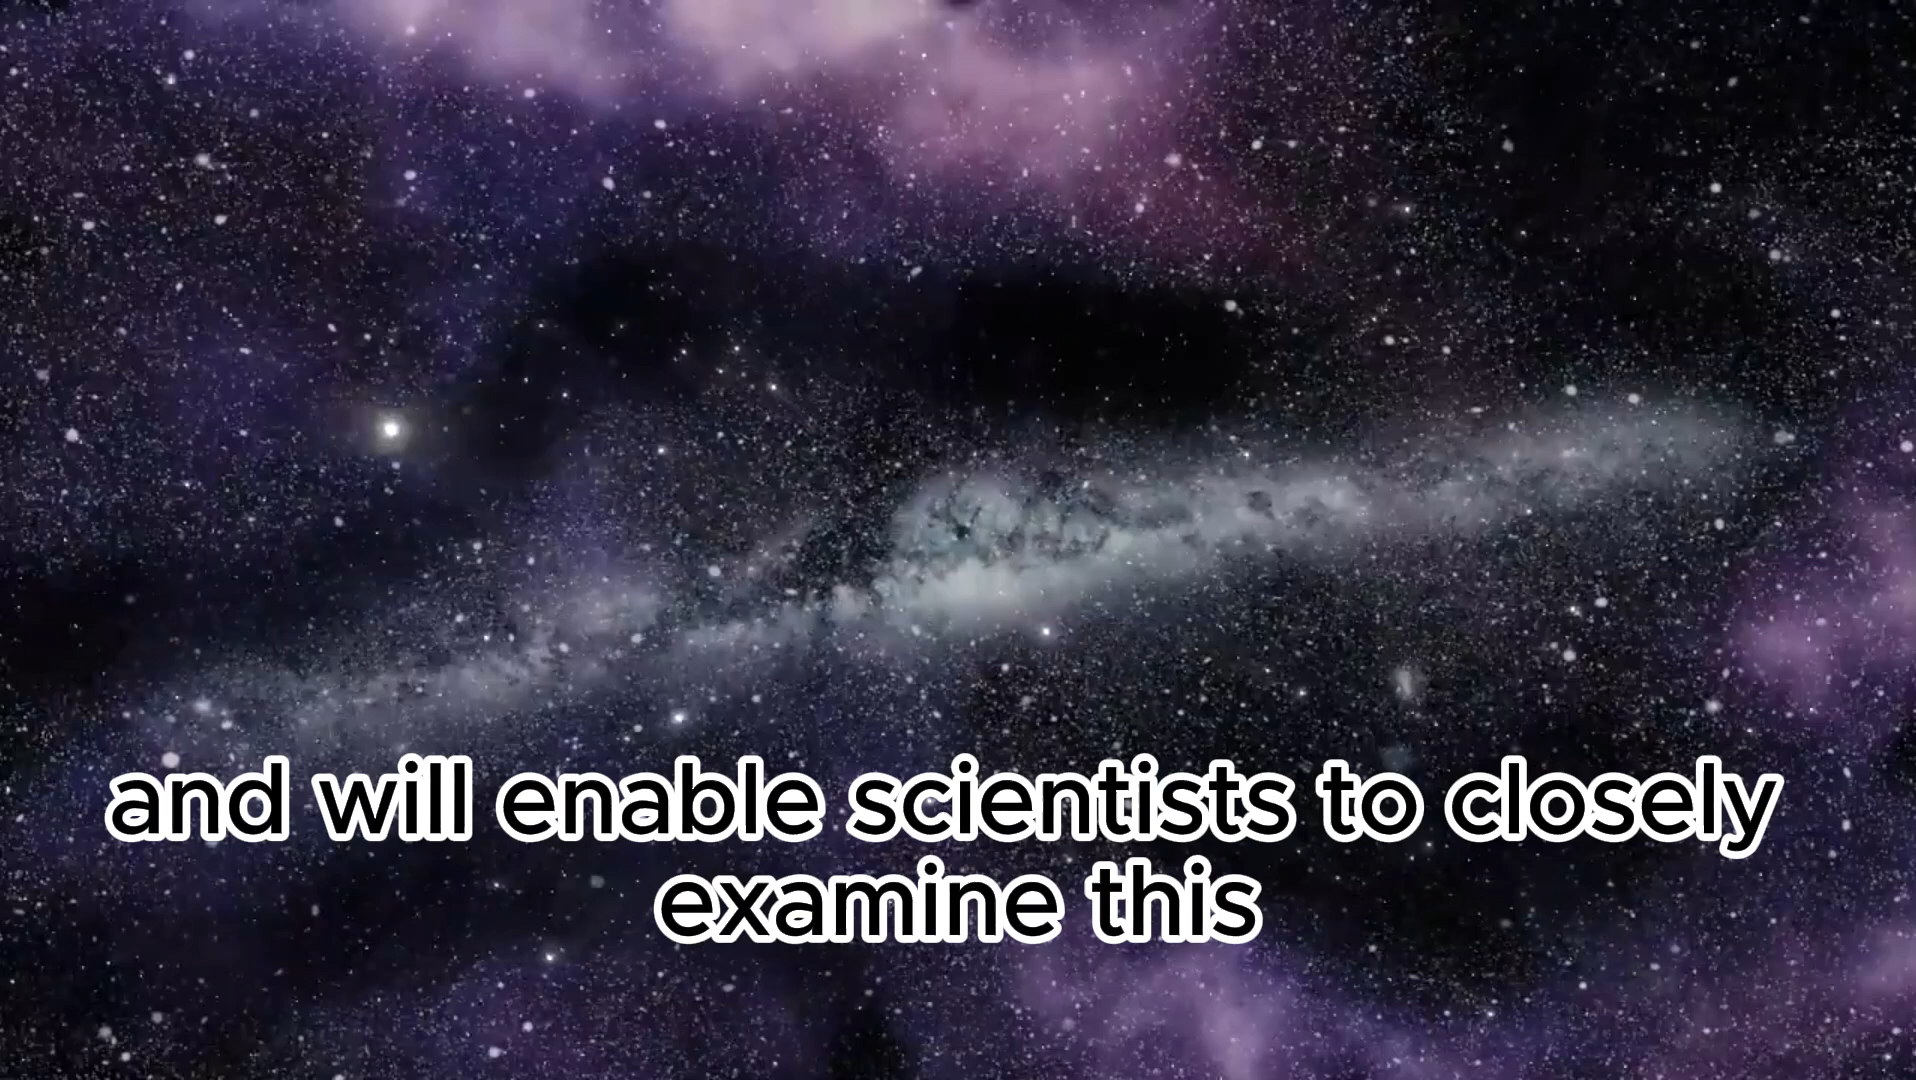 and will enable scientists to closely
examine this